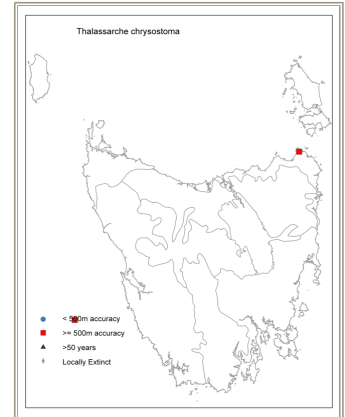 Thalassarche chrysostoma
< 500m accuracy
>= 500m accuracy
>50 years
Locally Extinct